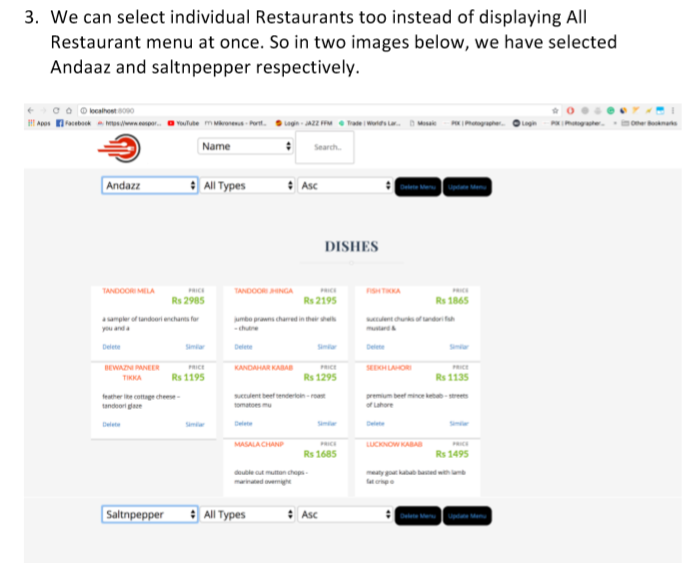 3. We can select individual Restaurants too instead of displaying All
Restaurant menu at once. So in two images below, we have selected
Andaaz and saltnpepper respectively.
localhost:8080
Apps Facebook https://www.eespor... YouTube Mikroneeus - Portf... Login - JAZZ FFM Trade | World's Lar... Mosaic PIX | Photographer... Login PIX | Photographer... Other Bookmarks
Name Search..
Andazz All Types Asc Delete Menu Update Menu
DISHES
TANDOORI MELA PRICE
Rs 2985
a sampler of tandoori enchants for
you and a
Delete Similar
TANDOORI JHINGA PRICE
Rs 2195
jumbo prawns charred in their shells
- chutne
Delete Similar
FISH TIKKA PRICE
Rs 1865
succulent chunks of tandori fish
mustard &
Delete Similar
BEWAZNI PANEER PRICE
TIKKA Rs 1195
feather lite cottage cheese -
tandoori glaze
Delete Similar
KANDAHAR KABAB PRICE
Rs 1295
succulent beef tenderloin - roast
tomatoes mu
Delete Similar
SEEKH LAHORI PRICE
Rs 1135
premium beef mince kebab - streets
of Lahore
Delete Similar
MASALA CHANP PRICE
Rs 1685
double cut mutton chops -
marinated overnight
LUCKNOW KABAB PRICE
Rs 1495
meaty goat kabab basted with lamb
fat crisp o
Saltnpepper All Types Asc Delete Menu Update Menu